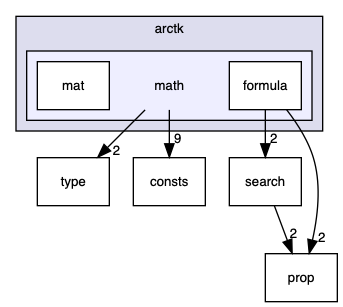 arctk
mat
math
formula
2
9
2
type
consts
search
2
2
prop